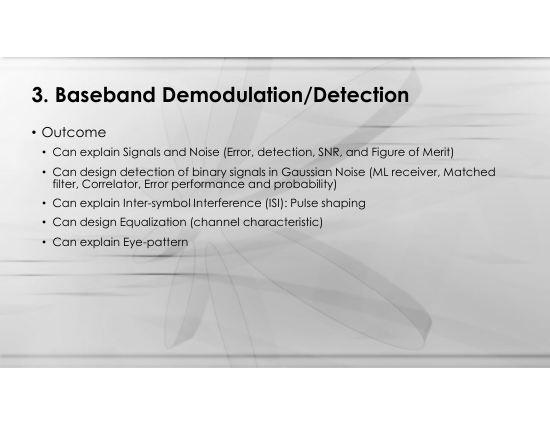 3. Baseband Demodulation/Detection
• Outcome
• Can explain Signals and Noise (Error, detection, SNR, and Figure of Merit)
• Can design detection of binary signals in Gaussian Noise (ML receiver, Matched
filter, Correlator, Error performance and probability)
• Can explain Inter-symbol Interference (ISI): Pulse shaping
• Can design Equalization (channel characteristic)
• Can explain Eye-pattern